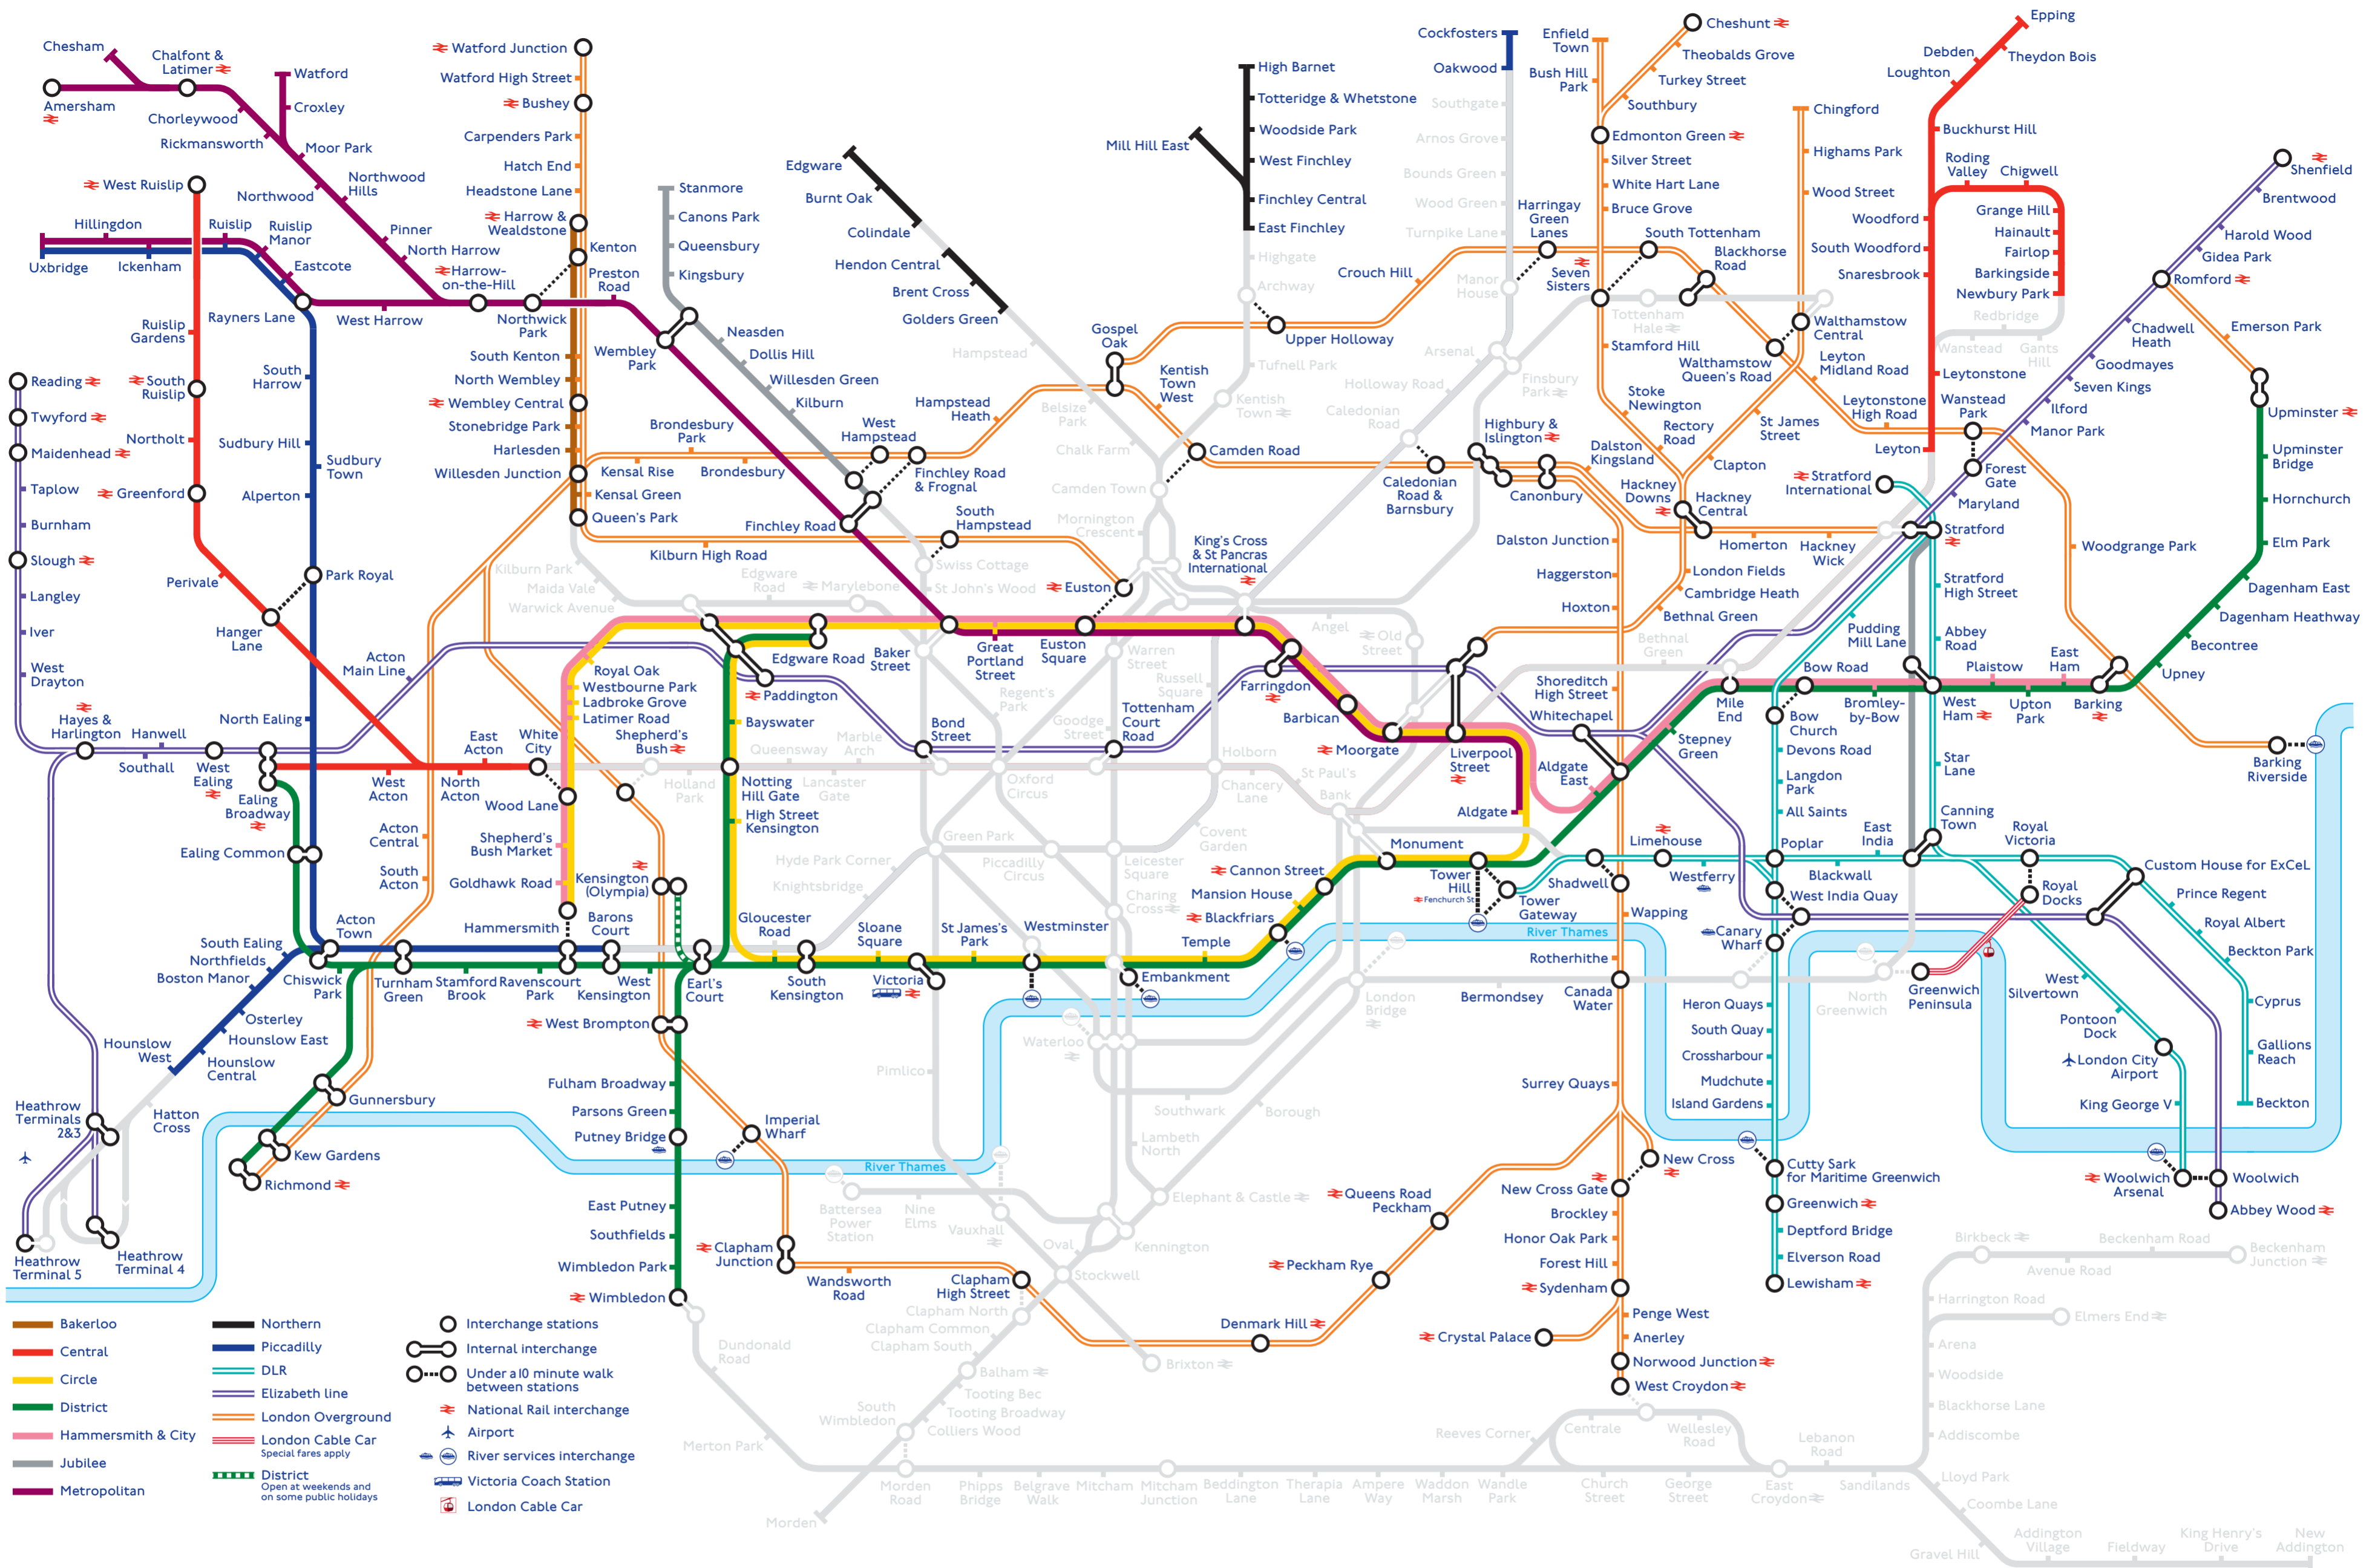 Chesham
Chalfont &
Latimer
Watford
Amersham
Croxley
Chorleywood
Rickmansworth
Moor Park
Northwood
Northwood
Hills
West Ruislip
Hillingdon
Ruislip
Ruislip
Manor
Pinner
North Harrow
Uxbridge
Ickenham
Eastcote
Harrow-
on-the-Hill
Rayners Lane
West Harrow
Northwick
Park
Preston
Road
Kenton
Watford Junction
Watford High Street
Bushey
Carpenders Park
Hatch End
Headstone Lane
Harrow &
Wealdstone
South Kenton
North Wembley
Wembley Central
Stonebridge Park
Harlesden
Willesden Junction
Kensal Green
Queen's Park
Wembley
Park
Stanmore
Canons Park
Queensbury
Kingsbury
Neasden
Dollis Hill
Willesden Green
Kilburn
West
Hampstead
Finchley Road
Finchley Road
& Frognal
Edgware
Burnt Oak
Colindale
Hendon Central
Brent Cross
Golders Green
Hampstead
Belsize
Park
Chalk Farm
Camden Town
Mornington
Crescent
Mill Hill East
High Barnet
Totteridge & Whetstone
Woodside Park
West Finchley
Finchley Central
East Finchley
Highgate
Archway
Tufnell Park
Kentish
Town
Cockfosters
Oakwood
Southgate
Arnos Grove
Bounds Green
Wood Green
Turnpike Lane
Manor
House
Arsenal
Holloway Road
Caledonian
Road
Finsbury
Park
Enfield
Town
Bush Hill
Park
Cheshunt
Theobalds Grove
Turkey Street
Southbury
Edmonton Green
Silver Street
White Hart Lane
Bruce Grove
Harringay
Green
Lanes
South Tottenham
Blackhorse
Road
Seven
Sisters
Crouch Hill
Upper Holloway
Gospel
Oak
Tottenham
Hale
Stamford Hill
Stoke
Newington
Rectory
Road
Clapton
St James
Street
Walthamstow
Central
Walthamstow
Queen's Road
Leyton
Midland Road
Leytonstone
High Road
Wanstead
Park
Chingford
Highams Park
Wood Street
Epping
Theydon Bois
Debden
Loughton
Buckhurst Hill
Roding
Valley
Chigwell
Grange Hill
Hainault
Fairlop
Barkingside
Newbury Park
Redbridge
Wanstead
Gants
Hill
Woodford
South Woodford
Snaresbrook
Leytonstone
Leyton
Shenfield
Brentwood
Harold Wood
Gidea Park
Romford
Chadwell
Heath
Goodmayes
Seven Kings
Ilford
Manor Park
Forest
Gate
Maryland
Stratford
Stratford
International
Emerson Park
Upminster
Upminster
Bridge
Hornchurch
Elm Park
Dagenham East
Dagenham Heathway
Becontree
Upney
Woodgrange Park
Barking
East
Ham
Upton
Park
Plaistow
West
Ham
Bromley-
by-Bow
Bow Road
Mile
End
Stepney
Green
Barking
Riverside
Reading
Twyford
Maidenhead
Taplow
Burnham
Slough
Langley
Iver
West
Drayton
Hayes &
Harlington
Hanwell
Southall
West
Ealing
Ealing
Broadway
Acton
Main Line
Ruislip
Gardens
South
Ruislip
Northolt
Greenford
Perivale
Hanger
Lane
South
Harrow
Sudbury Hill
Sudbury
Town
Alperton
Park Royal
North Ealing
Ealing Common
West
Acton
North
Acton
East
Acton
White
City
Wood Lane
Shepherd's
Bush
Holland
Park
Notting
Hill Gate
Queensway
Lancaster
Gate
Marble
Arch
Bond
Street
Oxford
Circus
Tottenham
Court
Road
Holborn
Chancery
Lane
St Paul's
Bank
Liverpool
Street
Bethnal
Green
Brondesbury
Park
Kensal Rise
Brondesbury
Hampstead
Heath
Kentish
Town
West
Camden Road
Caledonian
Road &
Barnsbury
Highbury &
Islington
Canonbury
Dalston
Kingsland
Hackney
Downs
Hackney
Central
Homerton
Hackney
Wick
South
Hampstead
Kilburn High Road
Euston
Swiss Cottage
St John's Wood
Kilburn Park
Maida Vale
Warwick Avenue
Edgware
Road
Marylebone
King's Cross
& St Pancras
International
Angel
Old
Street
Royal Oak
Westbourne Park
Ladbroke Grove
Latimer Road
Shepherd's
Bush Market
Goldhawk Road
Hammersmith
Paddington
Edgware Road
Baker
Street
Great
Portland
Street
Euston
Square
Warren
Street
Russell
Square
Regent's
Park
Goodge
Street
Farringdon
Barbican
Moorgate
Aldgate
Aldgate
East
Whitechapel
Dalston Junction
Haggerston
Hoxton
Shoreditch
High Street
London Fields
Cambridge Heath
Bethnal Green
Bayswater
High Street
Kensington
Kensington
(Olympia)
Hyde Park Corner
Knightsbridge
Green Park
Piccadilly
Circus
Leicester
Square
Covent
Garden
Charing
Cross
Gloucester
Road
South
Kensington
Sloane
Square
Victoria
St James's
Park
Westminster
Embankment
Temple
Blackfriars
Mansion House
Cannon Street
Monument
Tower
Hill
Fenchurch St
Tower
Gateway
Shadwell
Limehouse
Westferry
Poplar
Blackwall
East
India
Canning
Town
Royal
Victoria
Custom House for ExCeL
Prince Regent
Royal Albert
Beckton Park
Cyprus
Gallions
Reach
Beckton
Royal
Docks
Greenwich
Peninsula
North
Greenwich
West
Silvertown
Pontoon
Dock
London City
Airport
King George V
Woolwich
Arsenal
Woolwich
Abbey Wood
Pudding
Mill Lane
Stratford
High Street
Abbey
Road
Star
Lane
Bow
Church
Devons Road
Langdon
Park
All Saints
West India Quay
Canary
Wharf
Heron Quays
South Quay
Crossharbour
Mudchute
Island Gardens
Cutty Sark
for Maritime Greenwich
Greenwich
Deptford Bridge
Elverson Road
Lewisham
Wapping
Rotherhithe
Canada
Water
Surrey Quays
Bermondsey
London
Bridge
Southwark
Waterloo
Borough
Lambeth
North
Elephant & Castle
Kennington
Pimlico
Vauxhall
Nine
Elms
Battersea
Power
Station
Oval
Stockwell
Brixton
Clapham North
Clapham Common
Clapham South
Balham
Tooting Bec
Tooting Broadway
Colliers Wood
South
Wimbledon
Morden
River Thames
River Thames
Acton
Central
South
Acton
Acton
Town
South Ealing
Northfields
Boston Manor
Osterley
Hounslow East
Hounslow
Central
Hounslow
West
Hatton
Cross
Heathrow
Terminals
2&3
Heathrow
Terminal 4
Heathrow
Terminal 5
Chiswick
Park
Turnham
Green
Stamford
Brook
Ravenscourt
Park
Barons
Court
West
Kensington
Earl's
Court
Gunnersbury
Kew Gardens
Richmond
West Brompton
Fulham Broadway
Parsons Green
Putney Bridge
East Putney
Southfields
Wimbledon Park
Wimbledon
Imperial
Wharf
Clapham
Junction
Wandsworth
Road
Clapham
High Street
Denmark Hill
Peckham Rye
Queens Road
Peckham
New Cross
New Cross Gate
Brockley
Honor Oak Park
Forest Hill
Sydenham
Penge West
Anerley
Crystal Palace
Norwood Junction
West Croydon
Dundonald
Road
Merton Park
Morden
Road
Phipps
Bridge
Belgrave
Walk
Mitcham
Mitcham
Junction
Beddington
Lane
Therapia
Lane
Ampere
Way
Waddon
Marsh
Wandle
Park
Reeves Corner
Centrale
Church
Street
Wellesley
Road
George
Street
East
Croydon
Lebanon
Road
Sandilands
Lloyd Park
Coombe Lane
Gravel Hill
Addington
Village
Fieldway
King Henry's
Drive
New
Addington
Addiscombe
Blackhorse Lane
Woodside
Arena
Elmers End
Harrington Road
Birkbeck
Avenue Road
Beckenham Road
Beckenham
Junction
Bakerloo
Central
Circle
District
Hammersmith & City
Jubilee
Metropolitan
Northern
Piccadilly
DLR
Elizabeth line
London Overground
London Cable Car
Special fares apply
District
Open at weekends and
on some public holidays
Interchange stations
Internal interchange
Under a 10 minute walk
between stations
National Rail interchange
Airport
River services interchange
Victoria Coach Station
London Cable Car